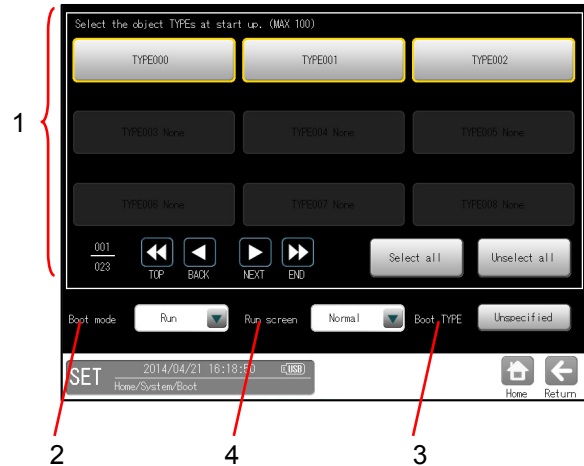 Select the object TYPEs at start up. (MAX 100)
TYPE000 TYPE001 TYPE002
1
TYPE003 None TYPE004 None TYPE005 None
TYPE006 None TYPE007 None TYPE008 None
001
023
TOP BACK NEXT END
Select all Unselect all
Boot mode Run Run screen Normal Boot TYPE Unspecified
SET
2014/04/21 16:18:50 USB
Home/System/Boot
Home Return
2 4 3